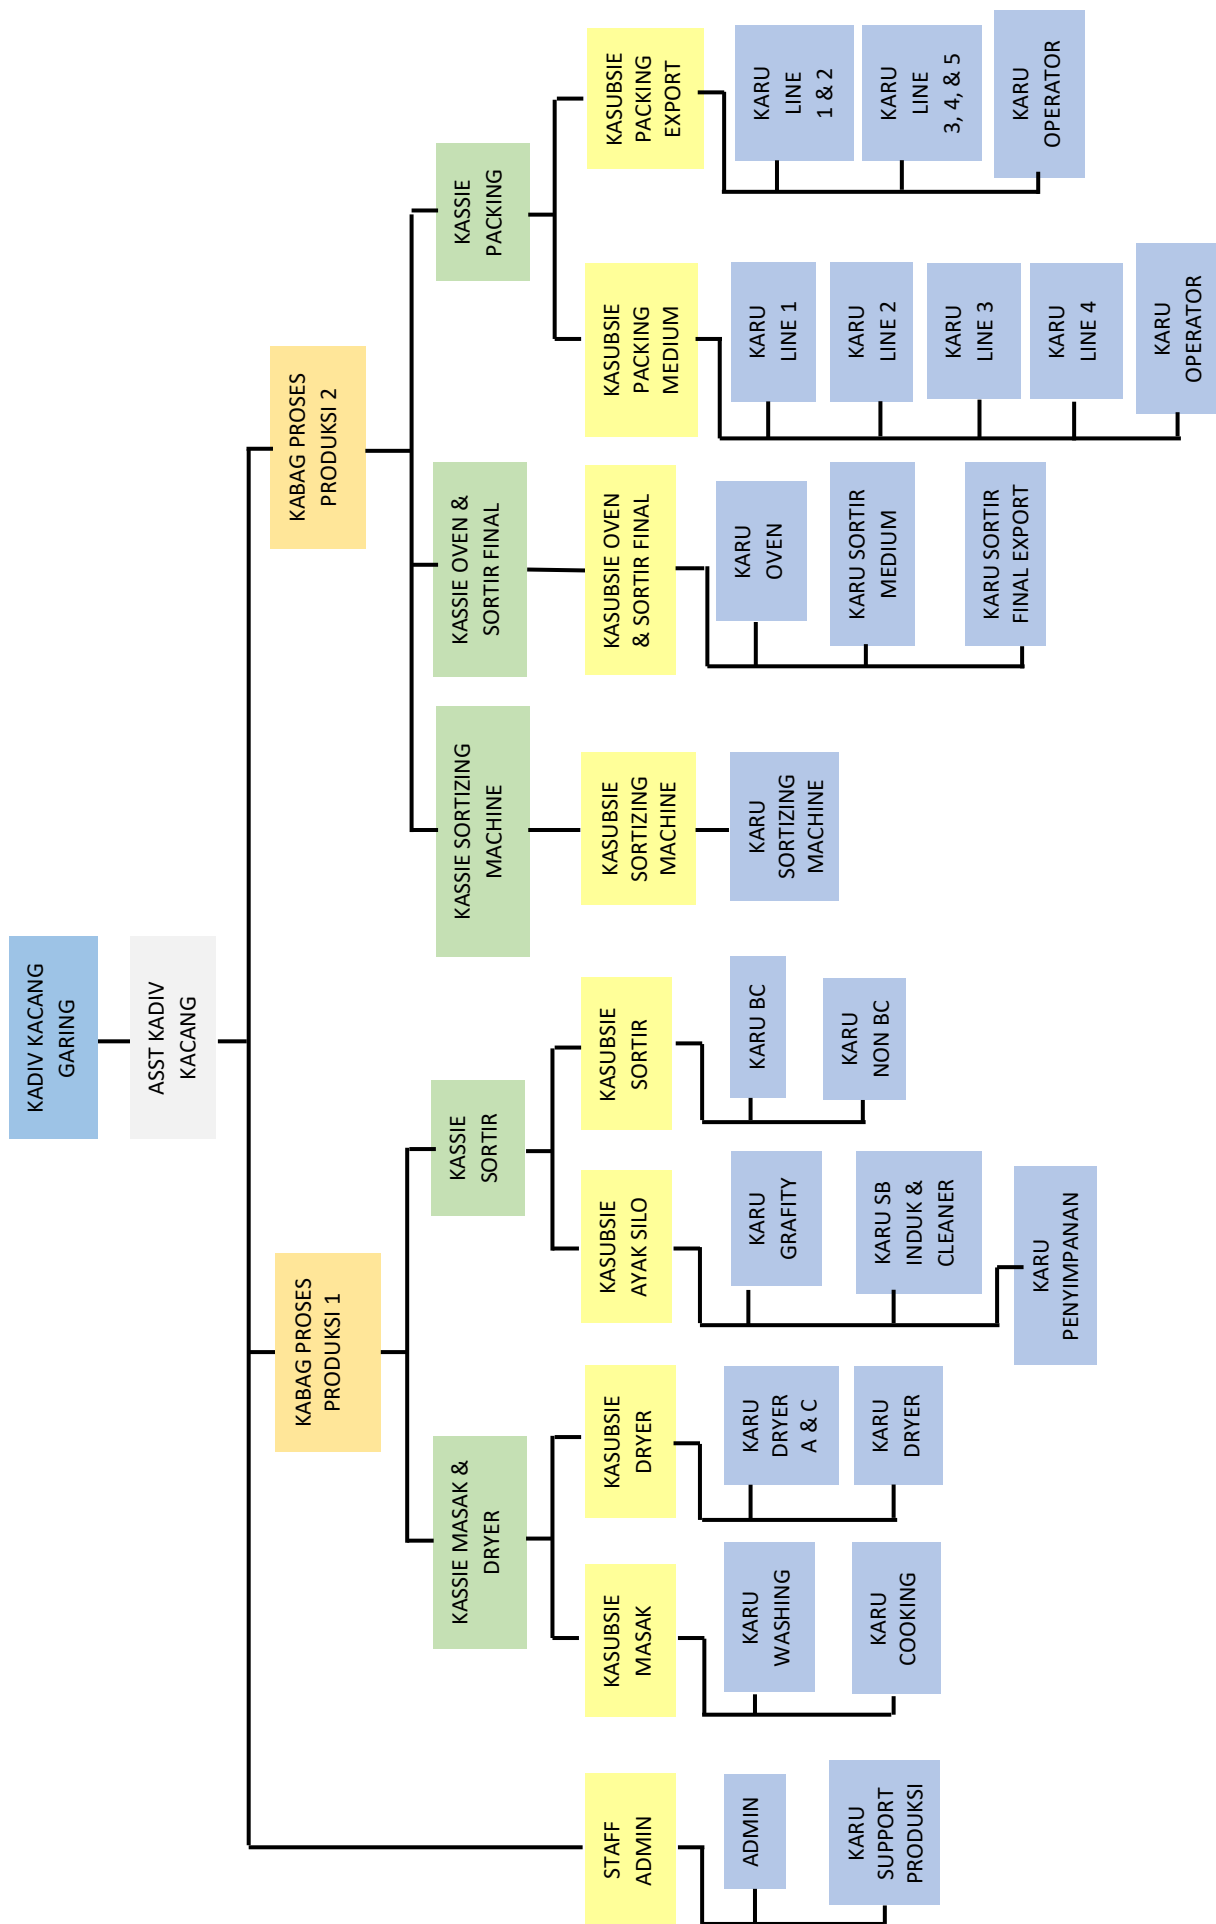 KADIV KACANG
GARING
ASST KADIV
KACANG
KABAG PROSES
PRODUKSI 1
KABAG PROSES
PRODUKSI 2
KASSIE MASAK &
DRYER
KASSIE
SORTIR
KASSIE SORTIZING
MACHINE
KASSIE OVEN &
SORTIR FINAL
KASSIE
PACKING
STAFF
ADMIN
KASUBSIE
MASAK
KASUBSIE
DRYER
KASUBSIE
AYAK SILO
KASUBSIE
SORTIR
KASUBSIE
SORTIZING
MACHINE
KASUBSIE OVEN
& SORTIR FINAL
KASUBSIE
PACKING
MEDIUM
KASUBSIE
PACKING
EXPORT
ADMIN
KARU
SUPPORT
PRODUKSI
KARU
WASHING
KARU
COOKING
KARU
DRYER
A & C
KARU
DRYER
KARU
GRAFITY
KARU SB
INDUK &
CLEANER
KARU
PENYIMPANAN
KARU BC
KARU
NON BC
KARU
SORTIZING
MACHINE
KARU
OVEN
KARU SORTIR
MEDIUM
KARU SORTIR
FINAL EXPORT
KARU
LINE 1
KARU
LINE 2
KARU
LINE 3
KARU
LINE 4
KARU
OPERATOR
KARU
LINE
1 & 2
KARU
LINE
3, 4, & 5
KARU
OPERATOR